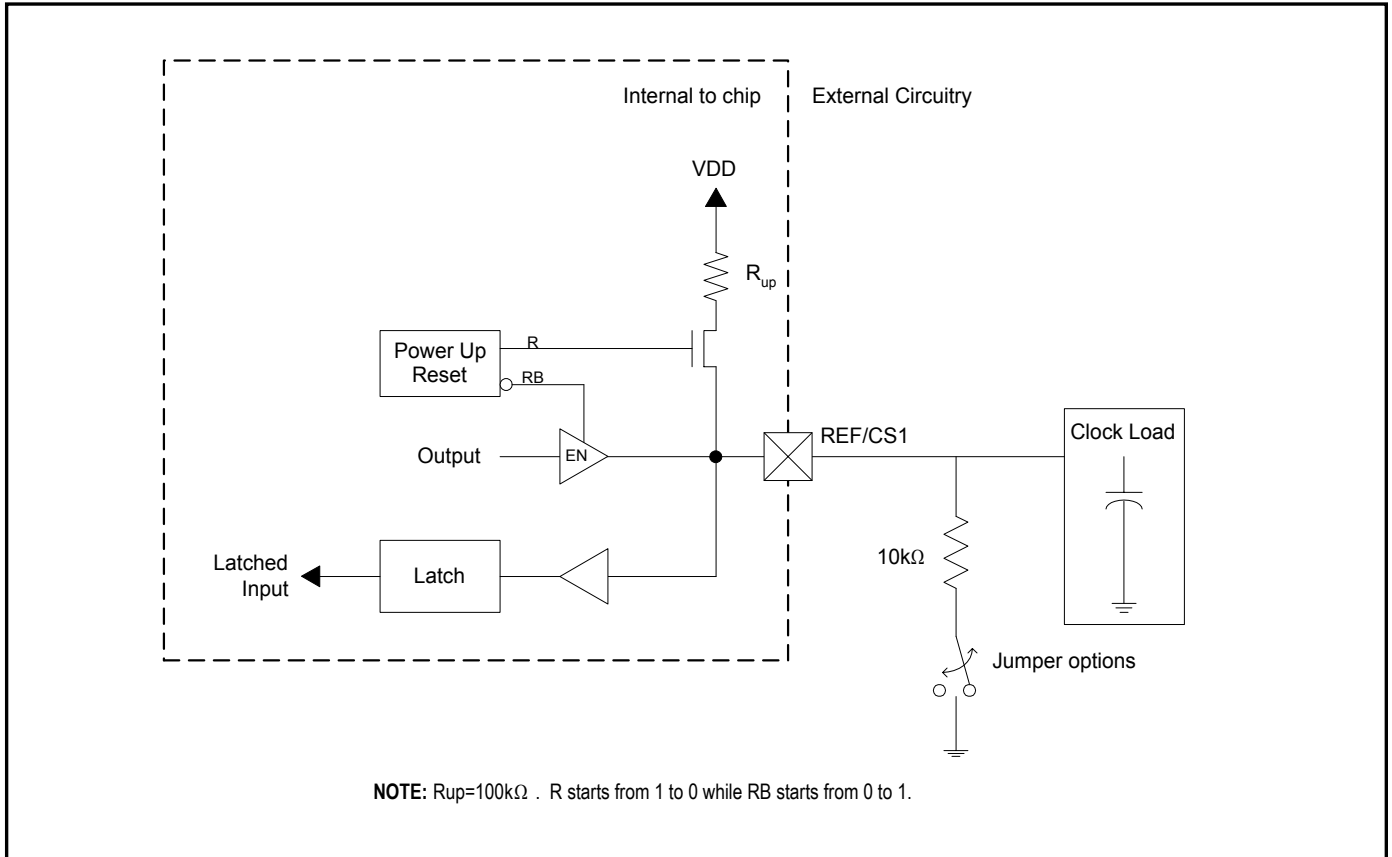 Internal to chip
External Circuitry
VDD
R_up
Power Up
Reset
R
RB
Output
EN
REF/CS1
Clock Load
Latched
Input
Latch
10kΩ
Jumper options
NOTE: Rup=100kΩ . R starts from 1 to 0 while RB starts from 0 to 1.